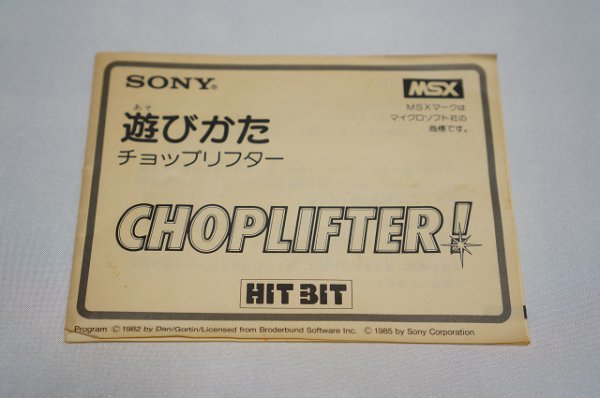 SONY®
MSX
MSXマークは
マイクロソフト社の
商標です。
あそ
遊びかた
チョップリフター
CHOPLIFTER!
HIT BIT
Program © 1982 by Dan/Gortin/Licensed from Broderbund Software Inc. © 1985 by Sony Corporation